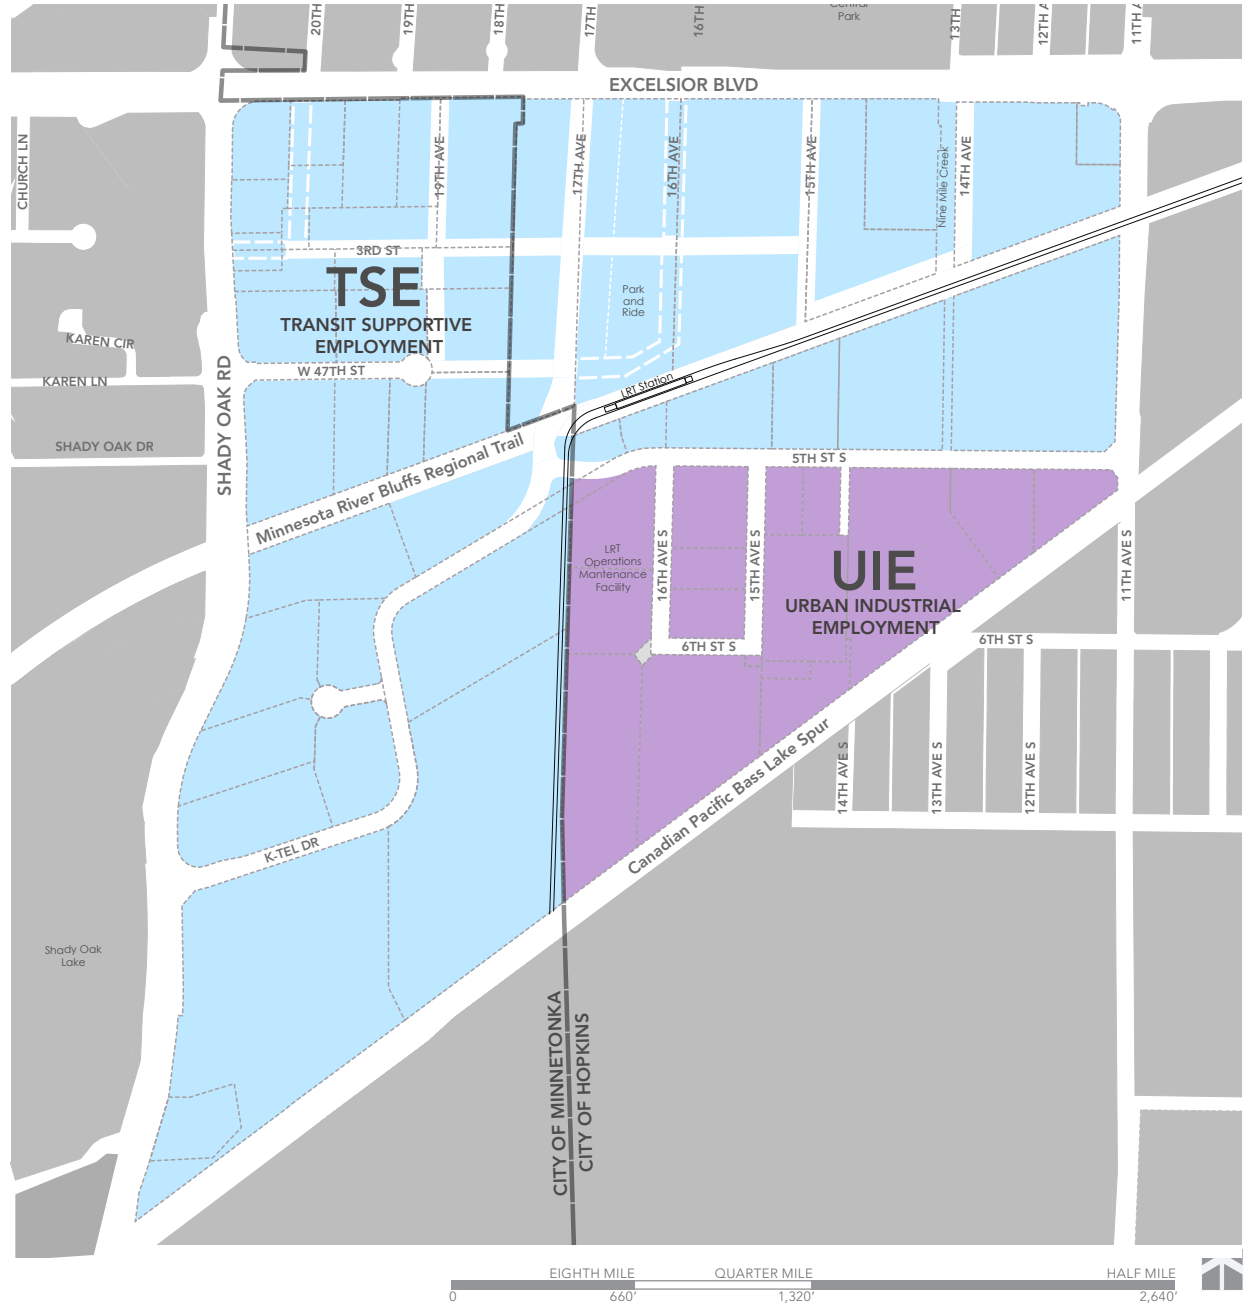 20TH
19TH
18TH
17TH
16TH
Central
Park
13TH
12TH A
11TH A
EXCELSIOR BLVD
CHURCH LN
19TH AVE
17TH AVE
16TH AVE
15TH AVE
Nine Mile Creek
14TH AVE
3RD ST
TSE
TRANSIT SUPPORTIVE
EMPLOYMENT
Park
and
Ride
KAREN CIR
KAREN LN
W 47TH ST
LRT Station
SHADY OAK RD
SHADY OAK DR
Minnesota River Bluffs Regional Trail
5TH ST S
LRT
Operations
Mantenance
Facility
16TH AVE S
15TH AVE S
UIE
URBAN INDUSTRIAL
EMPLOYMENT
11TH AVE S
6TH ST S
6TH ST S
Canadian Pacific Bass Lake Spur
14TH AVE S
13TH AVE S
12TH AVE S
K-TEL DR
Shady Oak
Lake
CITY OF MINNETONKA
CITY OF HOPKINS
EIGHTH MILE
QUARTER MILE
HALF MILE
0
660'
1,320'
2,640'